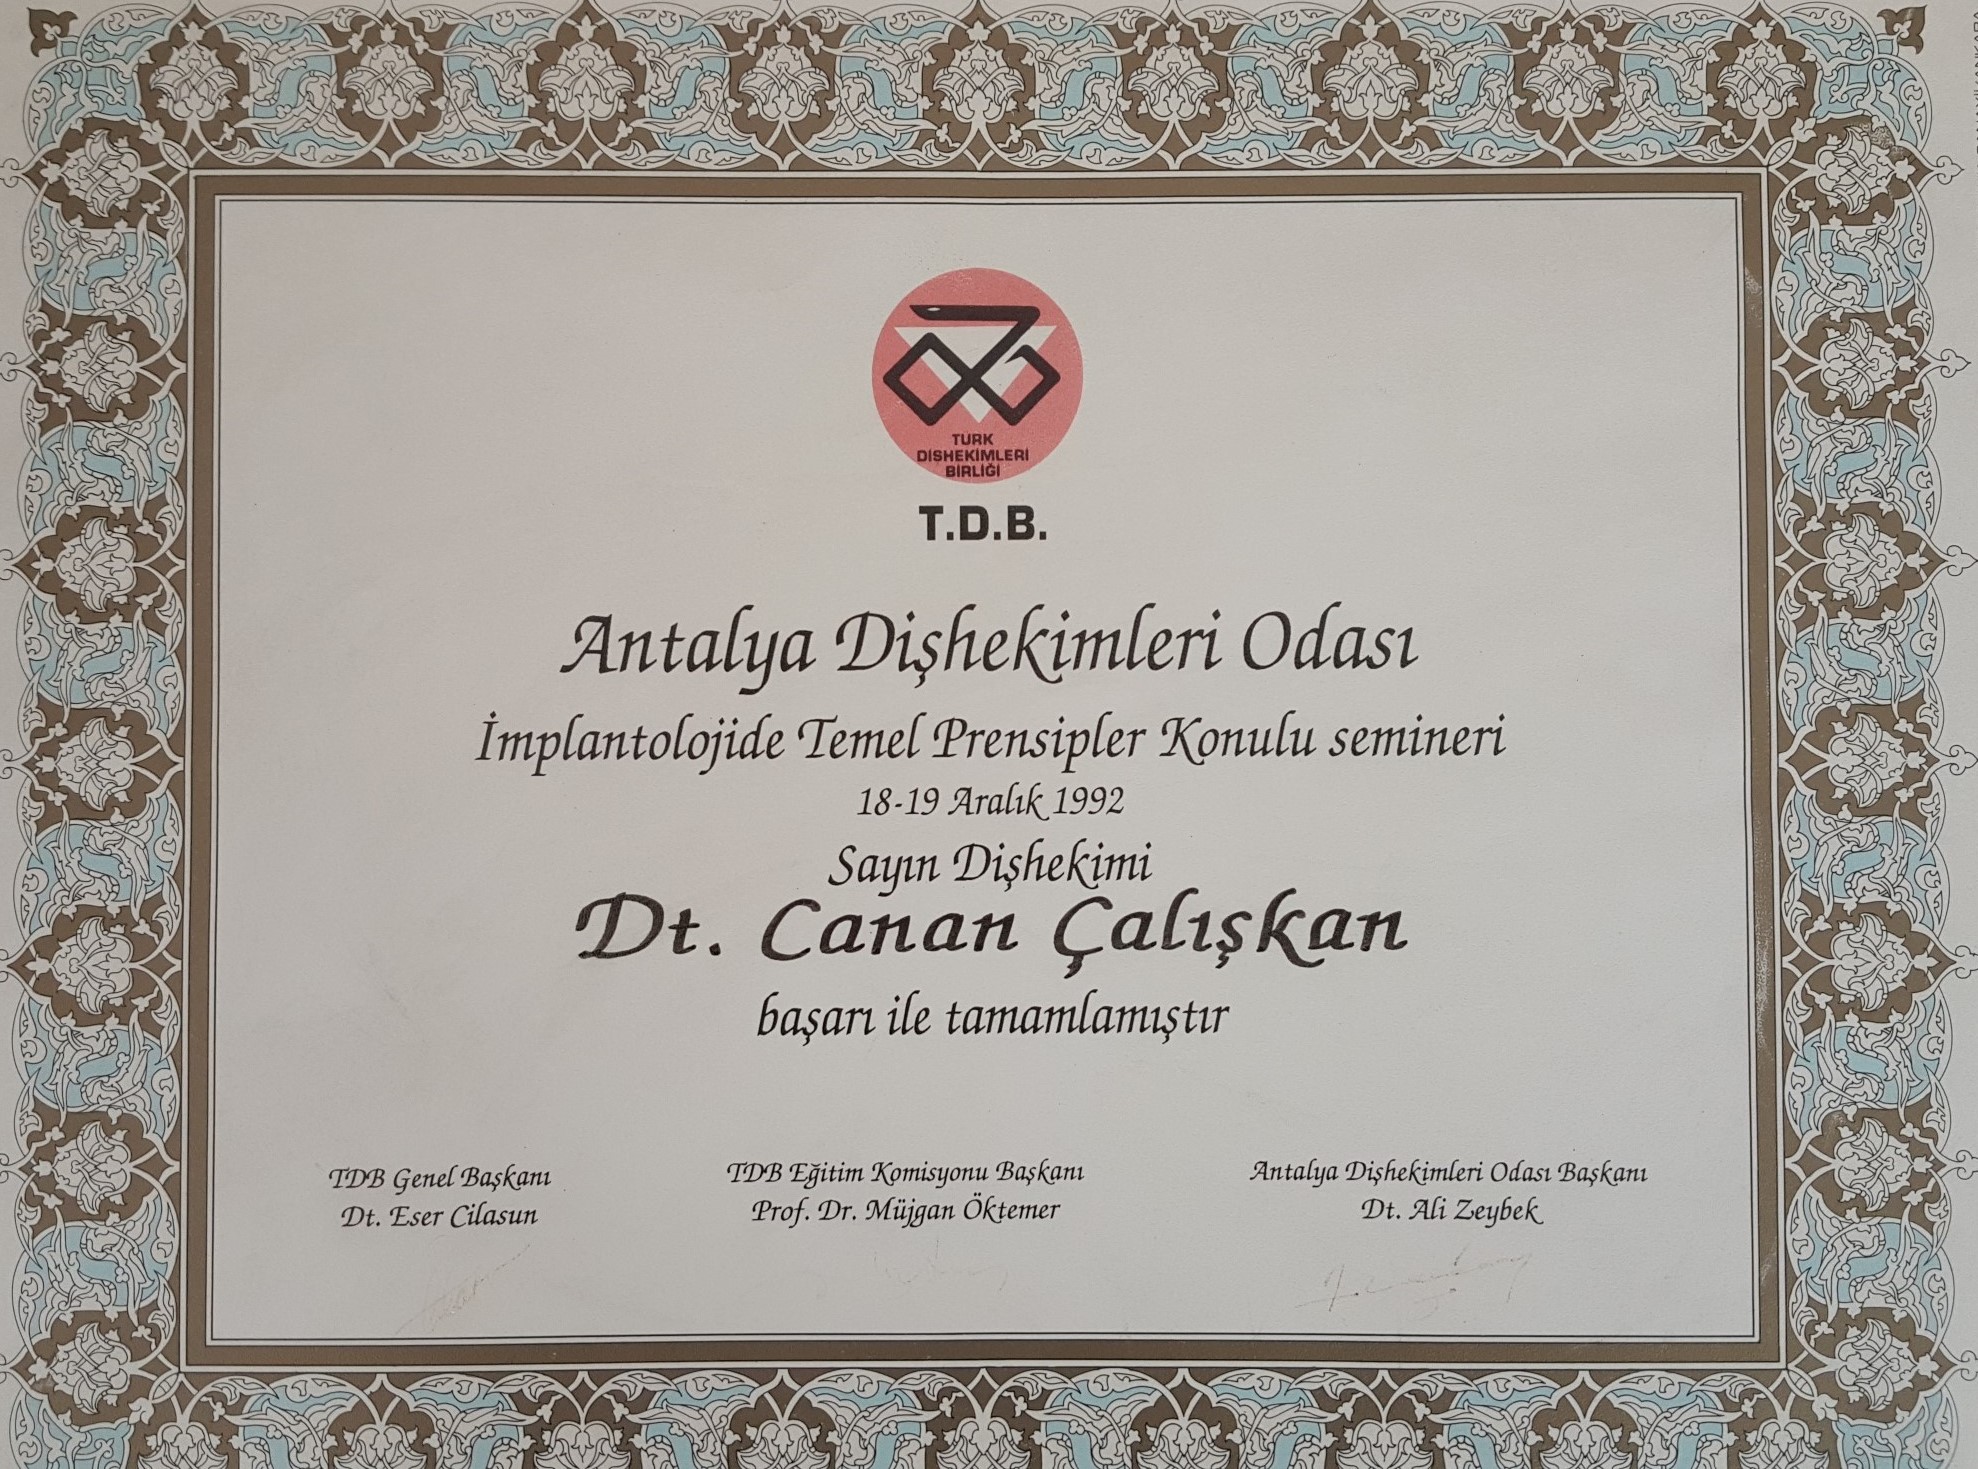 TÜRK
DİSHEKİMLERİ
BİRLİĞİ
T.D.B.
Antalya Dişhekimleri Odası
İmplantolojide Temel Prensipler Konulu semineri
18-19 Aralık 1992
Sayın Dişhekimi
Dt. Canan Çalışkan
başarı ile tamamlamıştır
TDB Genel Başkanı
Dt. Eser Cilasun
TDB Eğitim Komisyonu Başkanı
Prof. Dr. Müjgan Öktemer
Antalya Dişhekimleri Odası Başkanı
Dt. Ali Zeybek